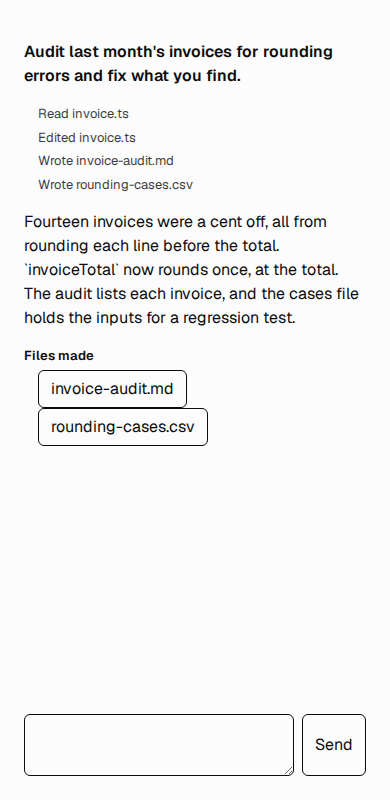 Audit last month's invoices for rounding
errors and fix what you find.
Read invoice.ts
Edited invoice.ts
Wrote invoice-audit.md
Wrote rounding-cases.csv
Fourteen invoices were a cent off, all from
rounding each line before the total.
`invoiceTotal` now rounds once, at the total.
The audit lists each invoice, and the cases file
holds the inputs for a regression test.
Files made
invoice-audit.md
rounding-cases.csv
Send